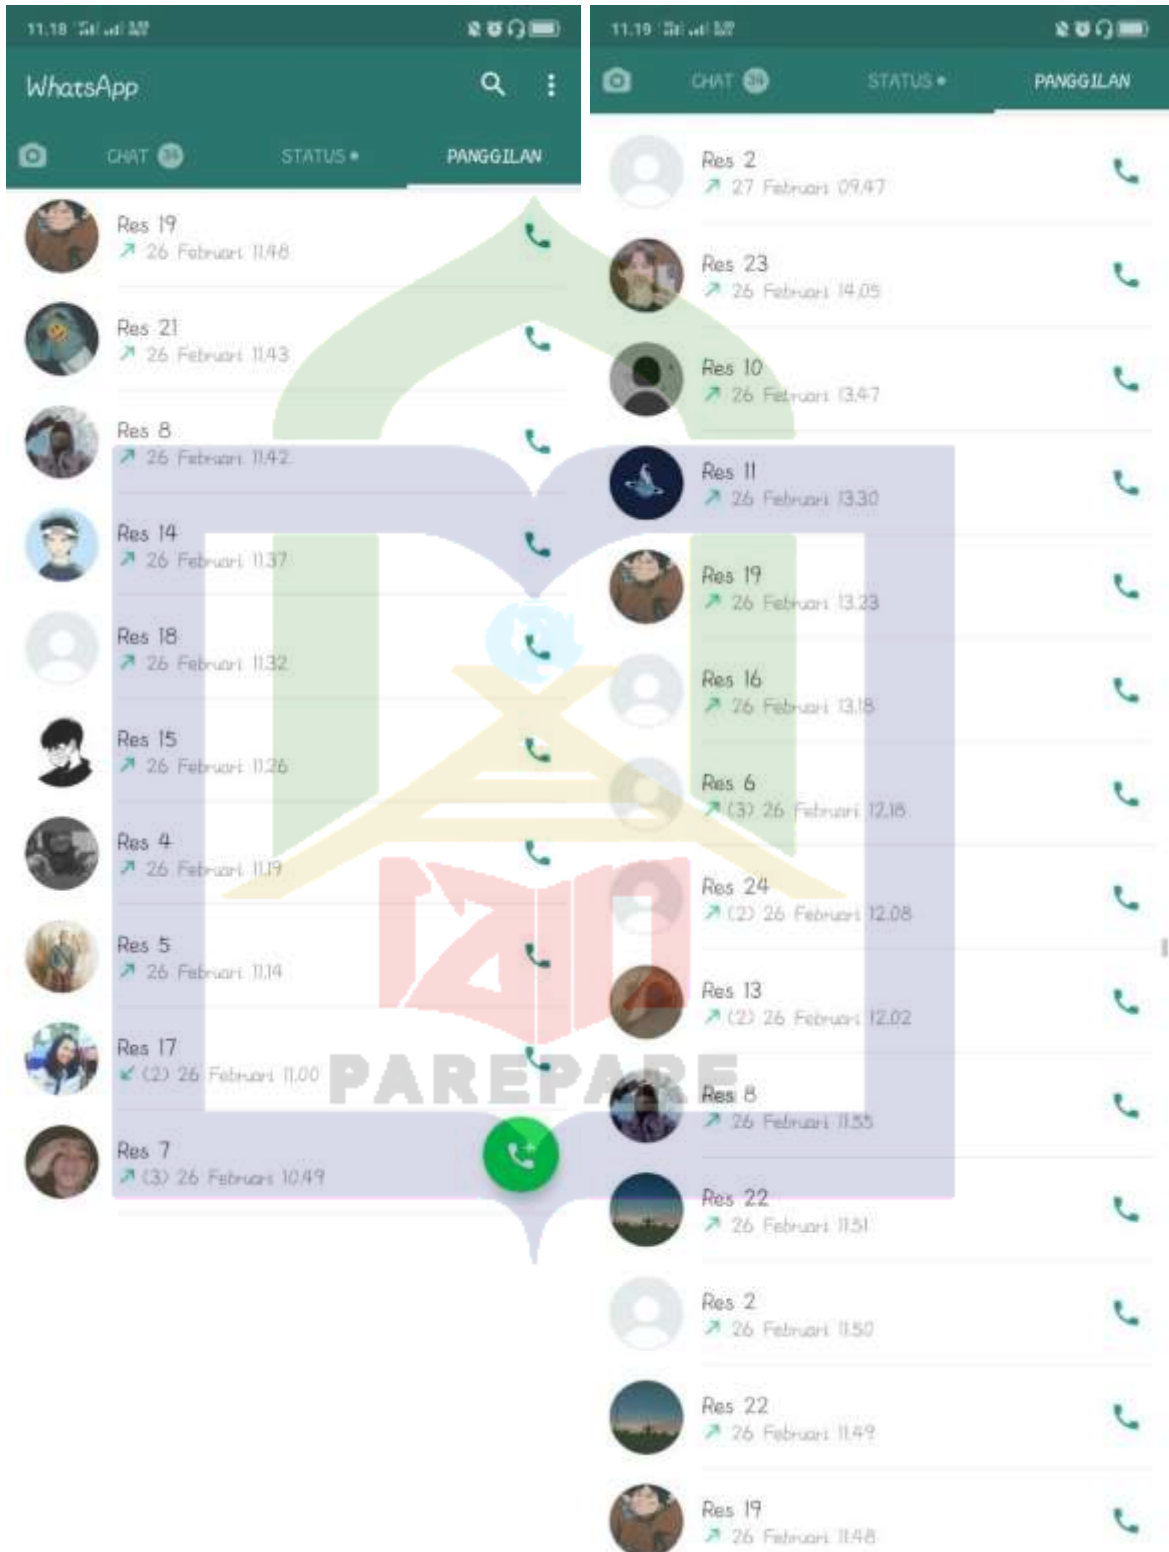 11.18
WhatsApp
CHAT 34
STATUS
PANGGILAN
Res 19
26 Februari 11.48
Res 21
26 Februari 11.43
Res 8
26 Februari 11.42
Res 14
26 Februari 11.37
Res 18
26 Februari 11.32
Res 15
26 Februari 11.26
Res 4
26 Februari 11.19
Res 5
26 Februari 11.14
Res 17
(2) 26 Februari 11.00
Res 7
(3) 26 Februari 10.49
11.19
CHAT 34
STATUS
PANGGILAN
Res 2
27 Februari 09.47
Res 23
26 Februari 14.05
Res 10
26 Februari 13.47
Res 11
26 Februari 13.30
Res 19
26 Februari 13.23
Res 16
26 Februari 13.18
Res 6
(3) 26 Februari 12.18
Res 24
(2) 26 Februari 12.08
Res 13
(2) 26 Februari 12.02
Res 8
26 Februari 11.55
Res 22
26 Februari 11.51
Res 2
26 Februari 11.50
Res 22
26 Februari 11.49
Res 19
26 Februari 11.48
PAREPARE